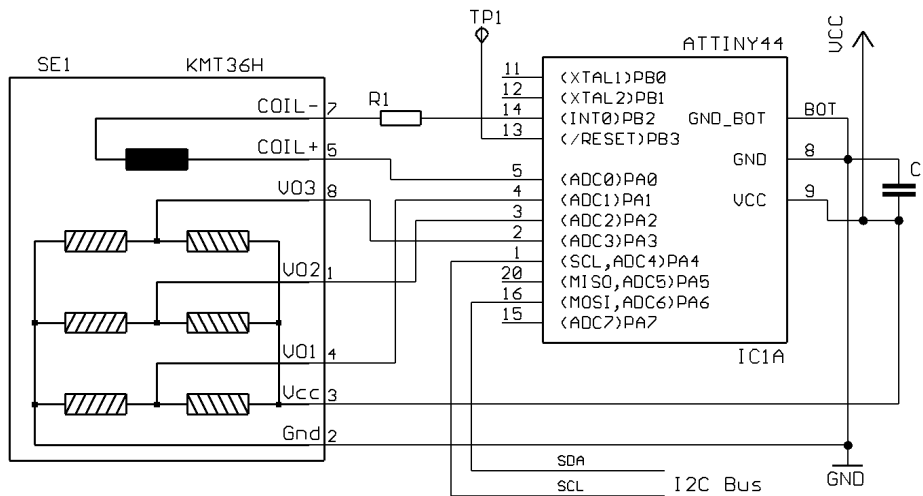 TP1
ATTINY44
VCC
SE1 KMT36H
11 (XTAL1)PB0
12 (XTAL2)PB1
COIL- 7 R1 14 (INT0)PB2 GND_BOT BOT
13 (/RESET)PB3
COIL+ 5 GND 8
5 (ADC0)PA0
VO3 8 4 (ADC1)PA1 VCC 9 C
3 (ADC2)PA2
2 (ADC3)PA3
1 (SCL,ADC4)PA4
VO2 1 20 (MISO,ADC5)PA5
16 (MOSI,ADC6)PA6
15 (ADC7)PA7
VO1 4 IC1A
Vcc 3
Gnd 2
SDA
GND
SCL I2C Bus